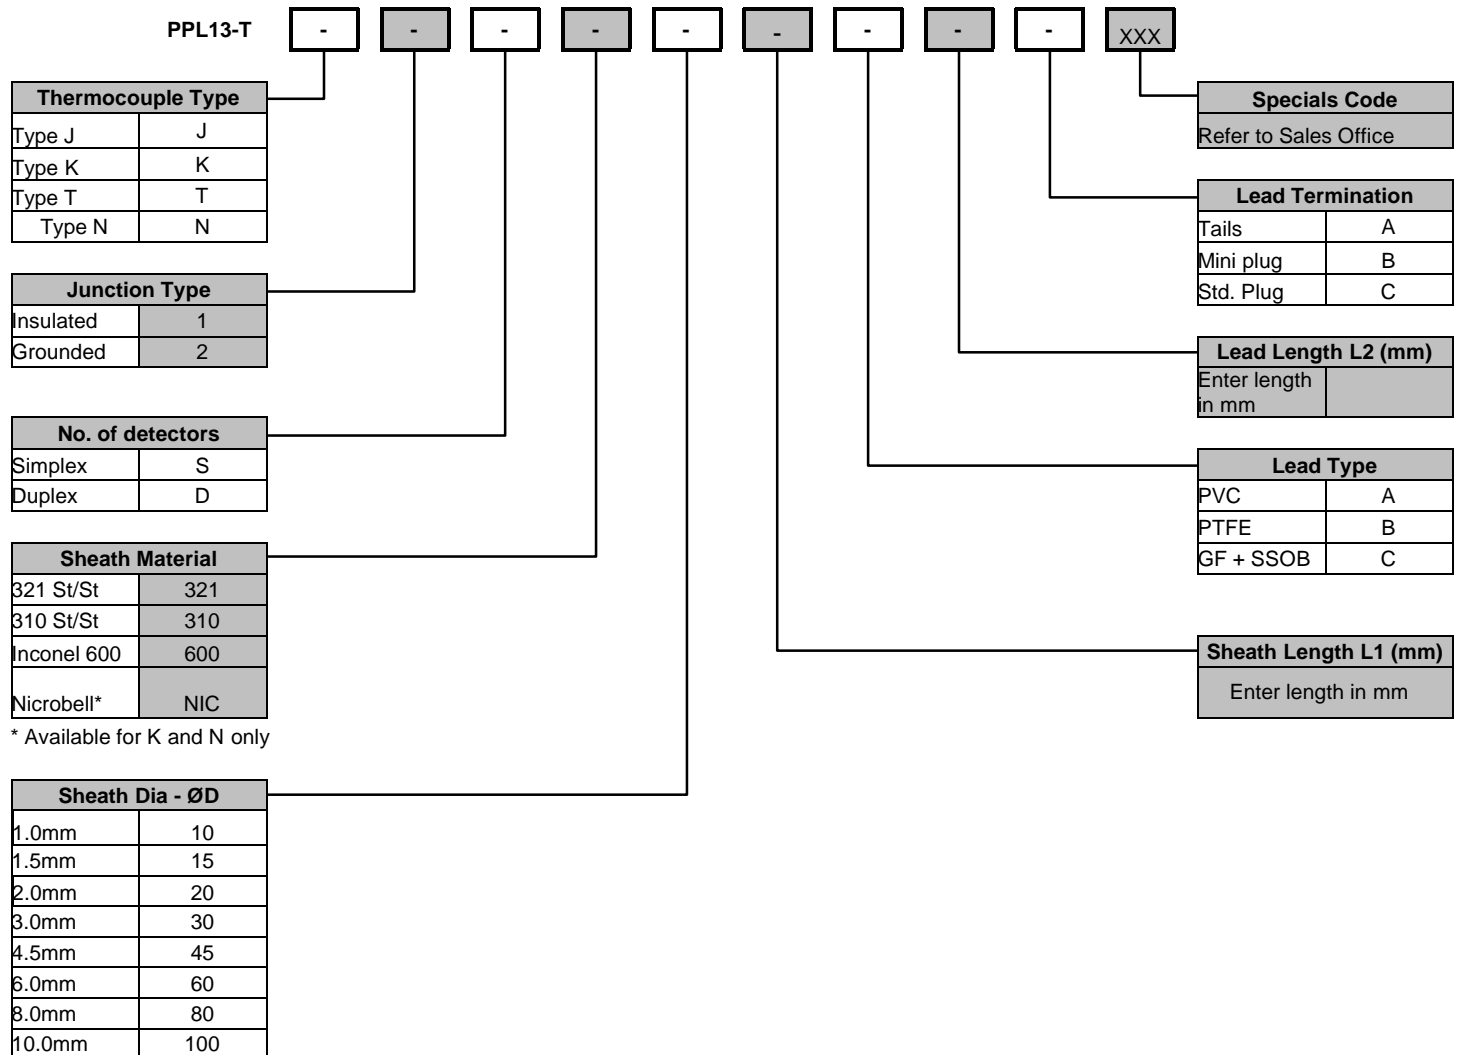 PPL13-T - - - - - - - - - XXX
Thermocouple Type
Type J J
Type K K
Type T T
Type N N
Junction Type
Insulated 1
Grounded 2
No. of detectors
Simplex S
Duplex D
Sheath Material
321 St/St 321
310 St/St 310
Inconel 600 600
Nicrobell* NIC
* Available for K and N only
Sheath Dia - ØD
1.0mm 10
1.5mm 15
2.0mm 20
3.0mm 30
4.5mm 45
6.0mm 60
8.0mm 80
10.0mm 100
Specials Code
Refer to Sales Office
Lead Termination
Tails A
Mini plug B
Std. Plug C
Lead Length L2 (mm)
Enter length
in mm
Lead Type
PVC A
PTFE B
GF + SSOB C
Sheath Length L1 (mm)
Enter length in mm